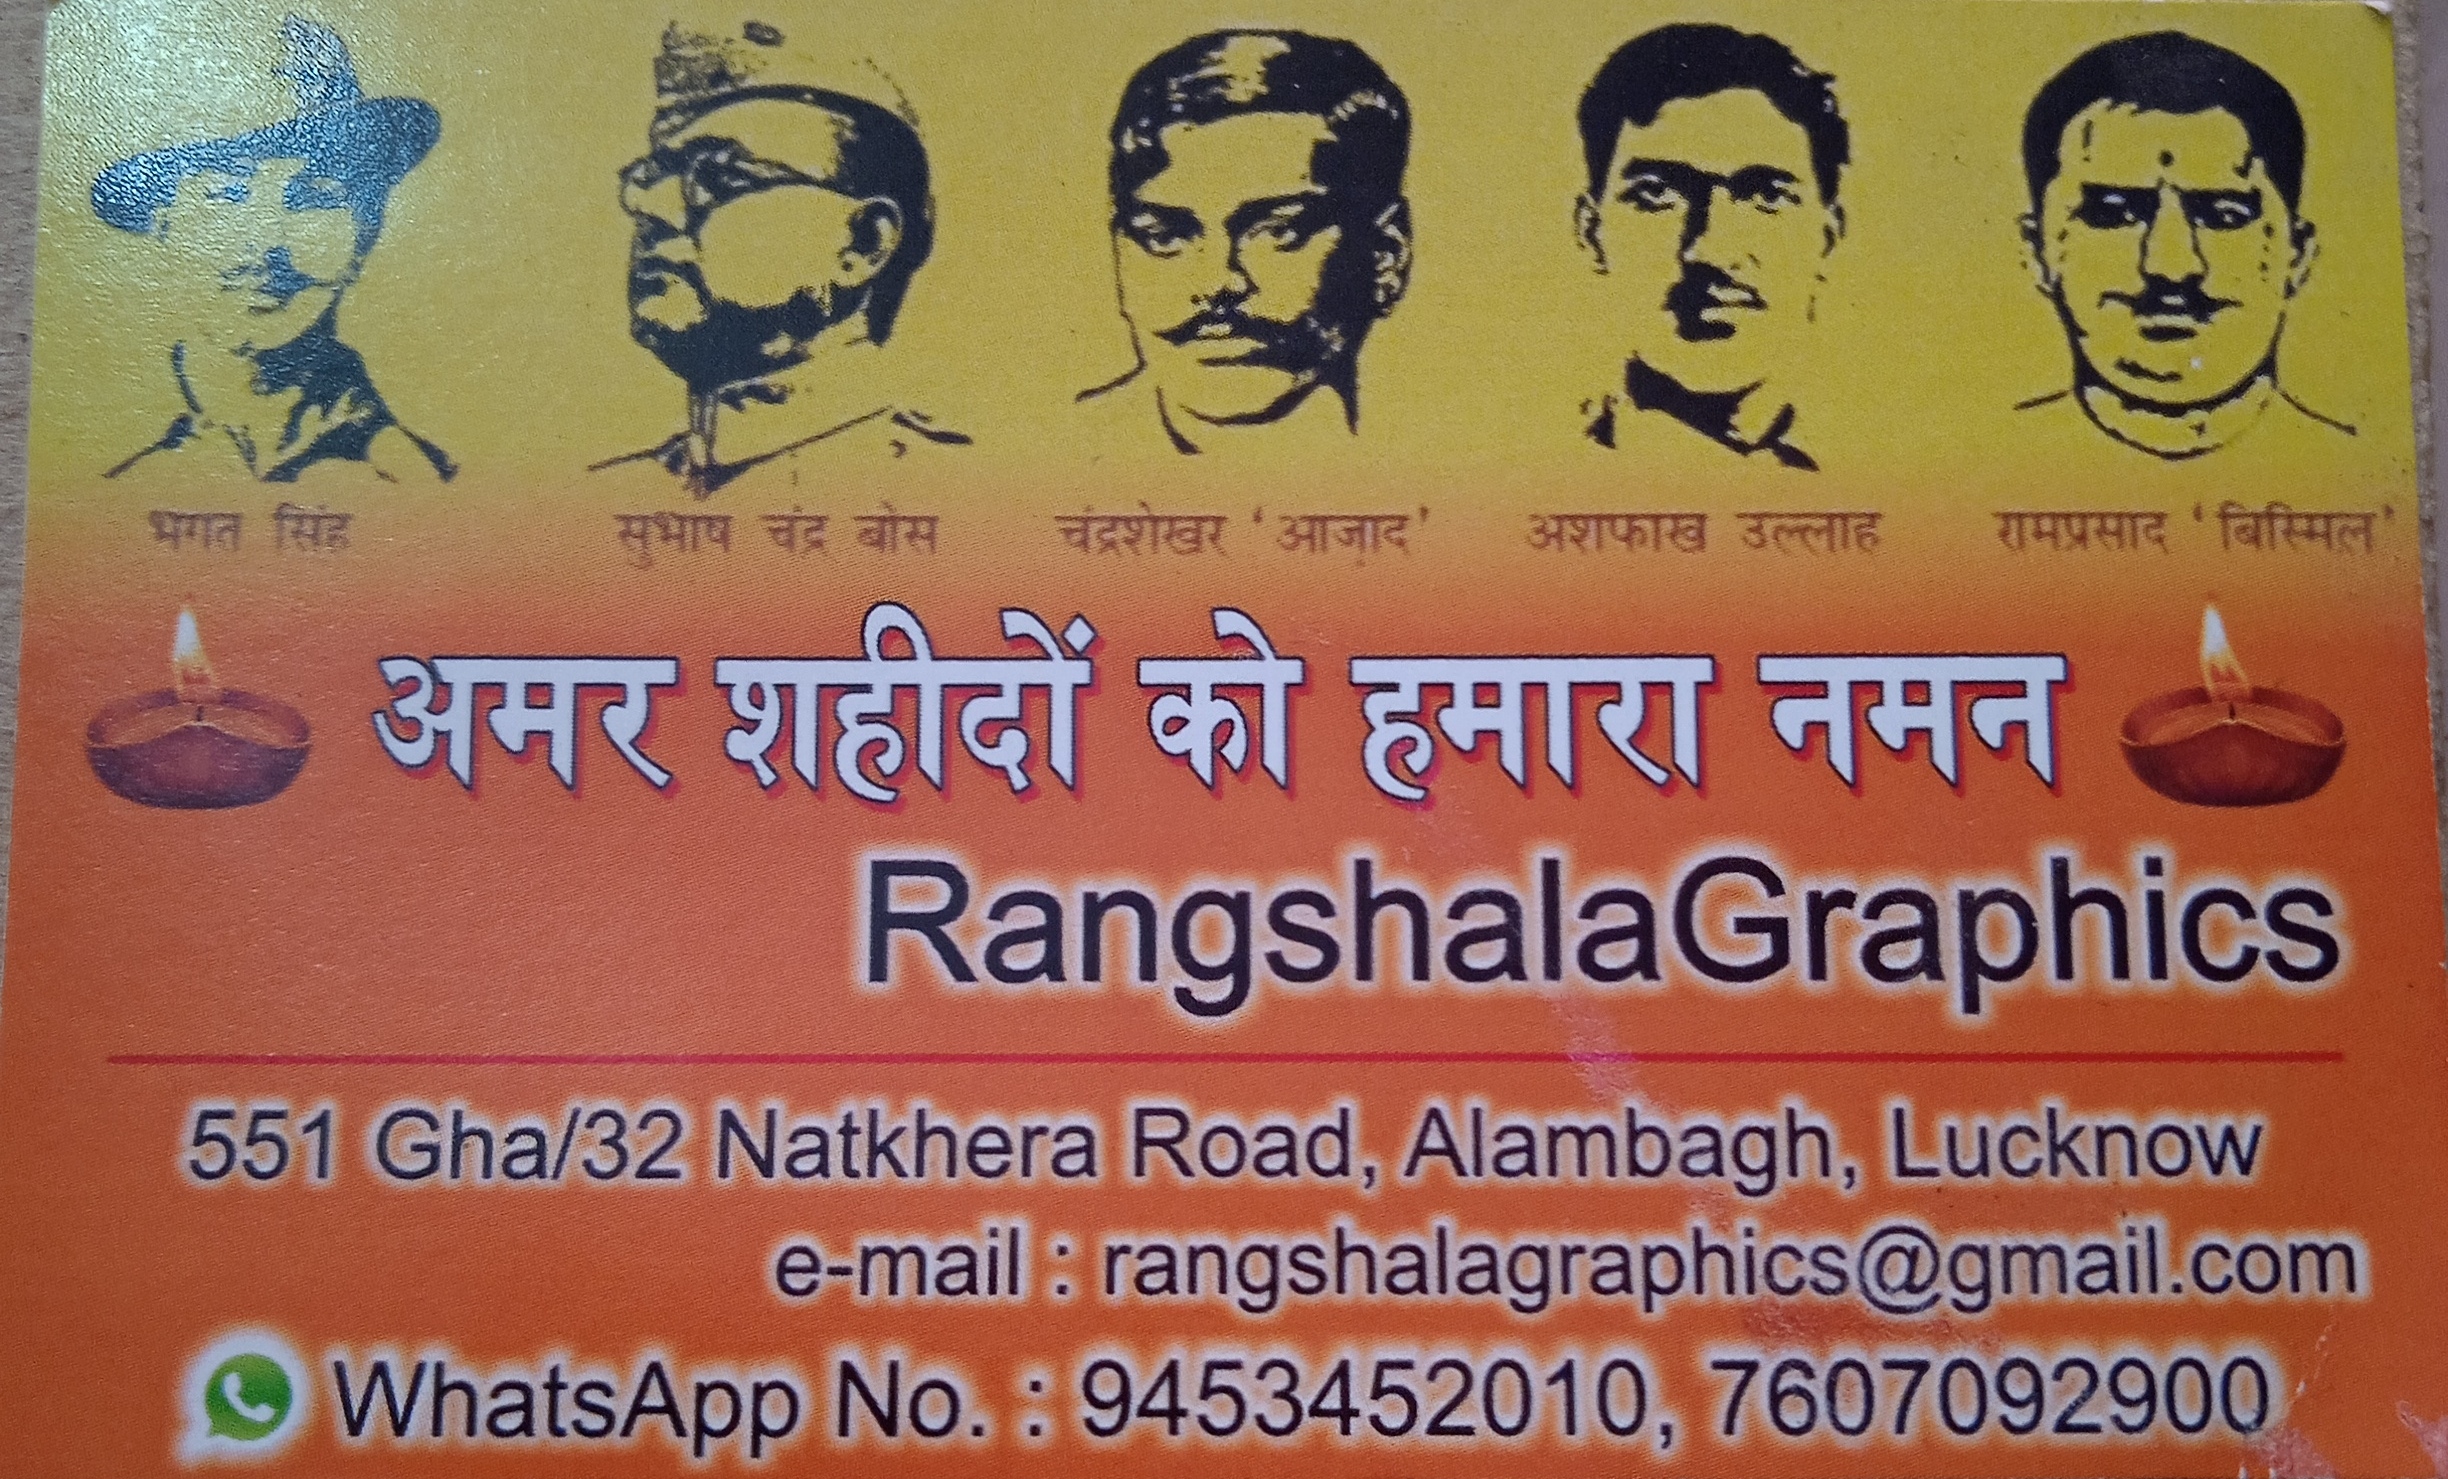 भगत सिंह सुभाष चंद्र बोस चंद्रशेखर 'आज़ाद' अशफाख उल्लाह रामप्रसाद 'बिस्मिल'
अमर शहीदों को हमारा नमन
RangshalaGraphics
551 Gha/32 Natkhera Road, Alambagh, Lucknow
e-mail : rangshalagraphics@gmail.com
WhatsApp No. : 9453452010, 7607092900